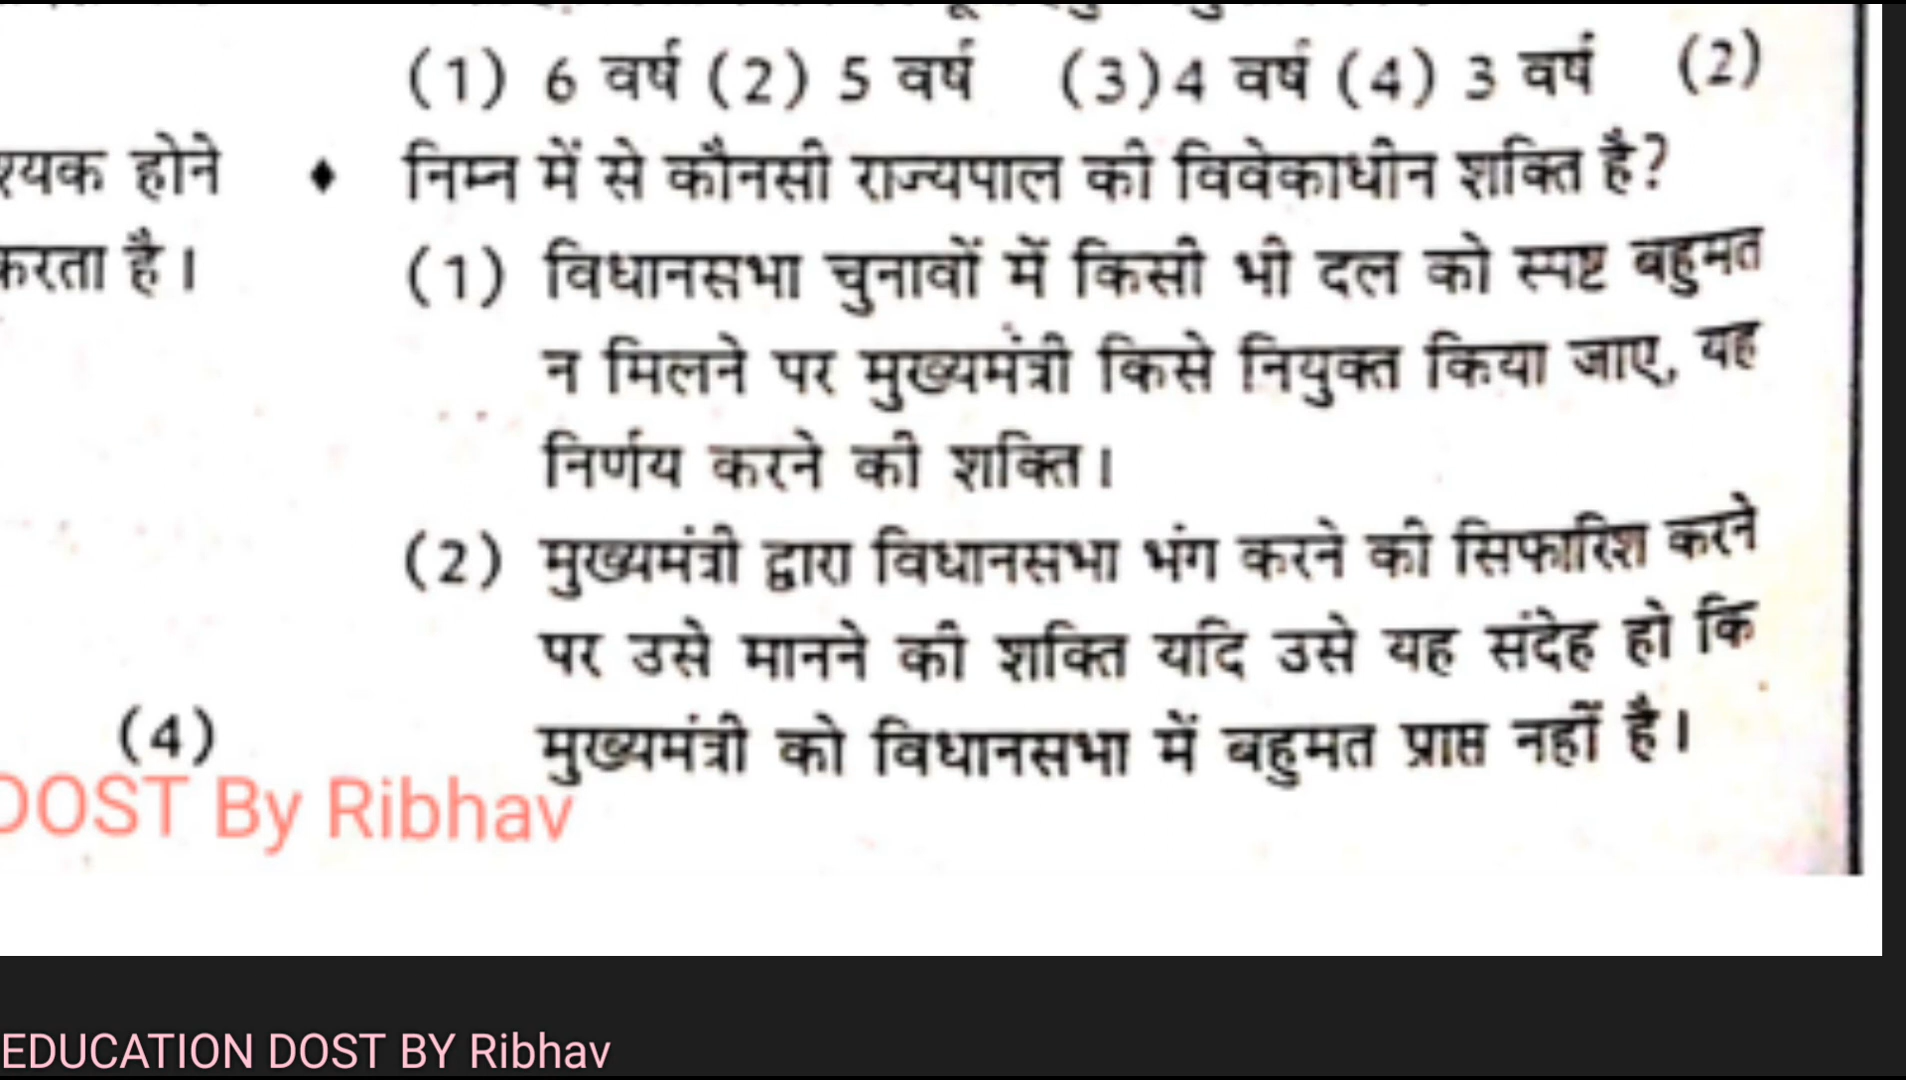 (1) 6 वर्ष (2) 5 वर्ष (3)4 वर्ष (4) 3 वर्ष (2)
श्यक होने
करता है।
(4)
♦ निम्न में से कौनसी राज्यपाल की विवेकाधीन शक्ति है?
(1) विधानसभा चुनावों में किसी भी दल को स्पष्ट बहुमत
न मिलने पर मुख्यमंत्री किसे नियुक्त किया जाए, यह
निर्णय करने की शक्ति।
(2) मुख्यमंत्री द्वारा विधानसभा भंग करने की सिफारिश करने
पर उसे मानने की शक्ति यदि उसे यह संदेह हो कि
मुख्यमंत्री को विधानसभा में बहुमत प्राप्त नहीं है।
DOST By Ribhav
EDUCATION DOST BY Ribhav